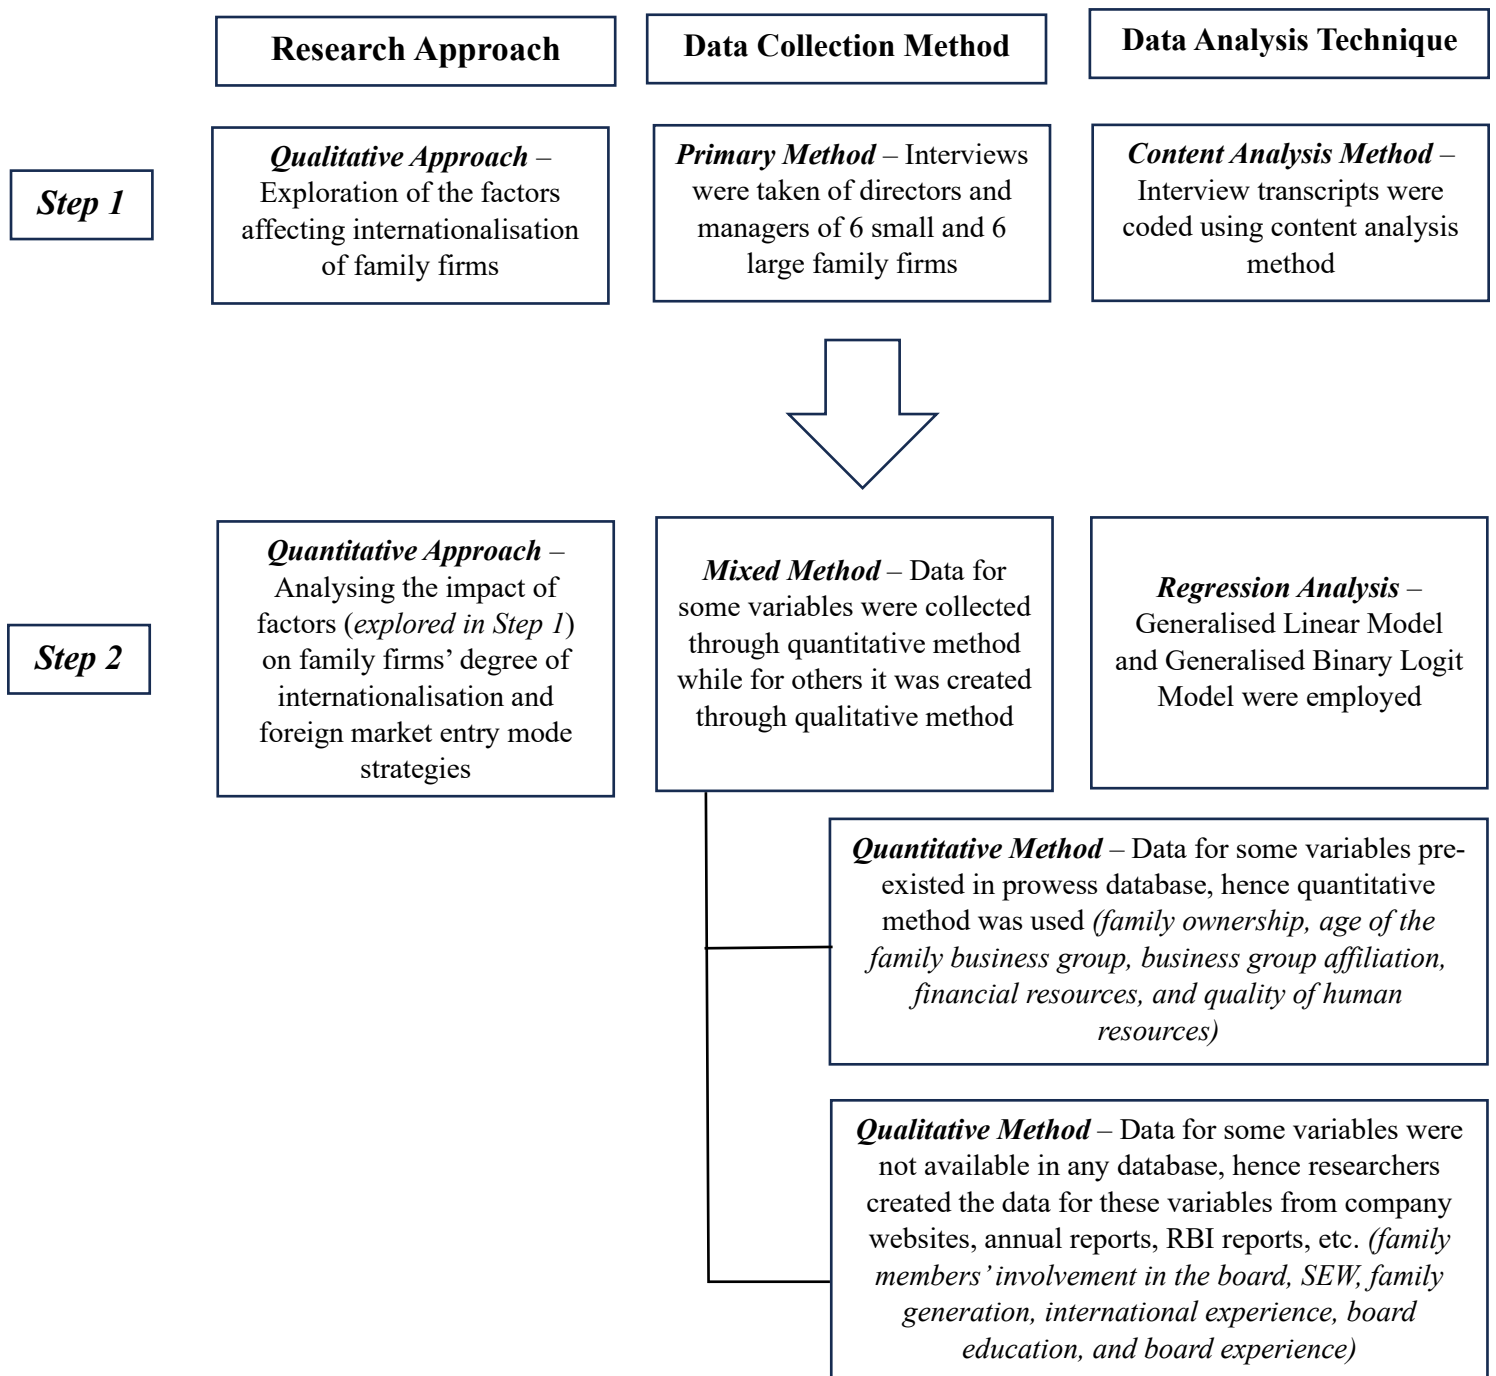 Research Approach
Data Collection Method
Data Analysis Technique
Step 1
Qualitative Approach –
Exploration of the factors
affecting internationalisation
of family firms
Primary Method – Interviews
were taken of directors and
managers of 6 small and 6
large family firms
Content Analysis Method –
Interview transcripts were
coded using content analysis
method
Step 2
Quantitative Approach –
Analysing the impact of
factors (explored in Step 1)
on family firms’ degree of
internationalisation and
foreign market entry mode
strategies
Mixed Method – Data for
some variables were collected
through quantitative method
while for others it was created
through qualitative method
Regression Analysis –
Generalised Linear Model
and Generalised Binary Logit
Model were employed
Quantitative Method – Data for some variables pre-
existed in prowess database, hence quantitative
method was used (family ownership, age of the
family business group, business group affiliation,
financial resources, and quality of human
resources)
Qualitative Method – Data for some variables were
not available in any database, hence researchers
created the data for these variables from company
websites, annual reports, RBI reports, etc. (family
members’ involvement in the board, SEW, family
generation, international experience, board
education, and board experience)